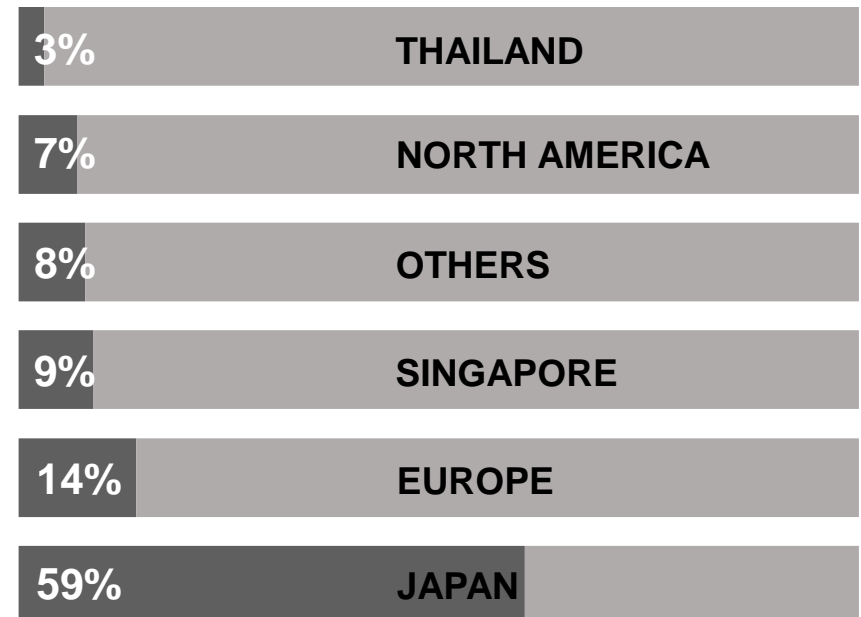 3% THAILAND
7% NORTH AMERICA
8% OTHERS
9% SINGAPORE
14% EUROPE
59% JAPAN